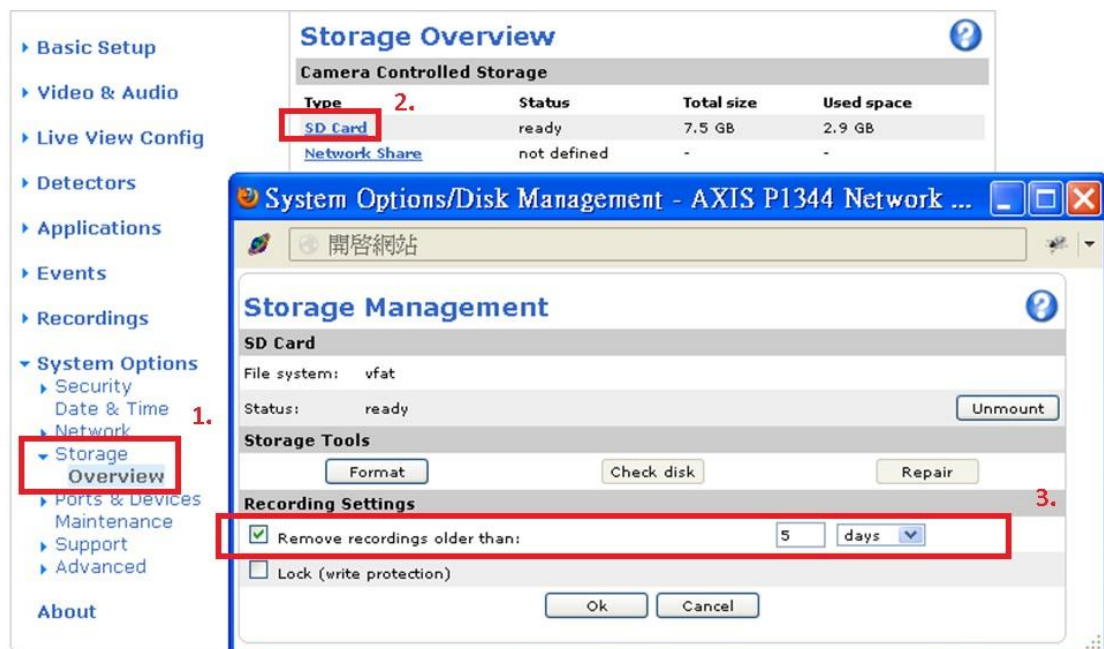 Basic Setup
Video & Audio
Live View Config
Detectors
Applications
Events
Recordings
System Options
Security
Date & Time
1.
Network
Storage
Overview
Ports & Devices
Maintenance
Support
Advanced
About
Storage Overview
Camera Controlled Storage
Type Status Total size Used space
2.
SD Card ready 7.5 GB 2.9 GB
Network Share not defined - -
System Options/Disk Management - AXIS P1344 Network ...
開啓網站
Storage Management
SD Card
File system: vfat
Status: ready Unmount
Storage Tools
Format Check disk Repair
Recording Settings
3.
Remove recordings older than: 5 days
Lock (write protection)
Ok Cancel